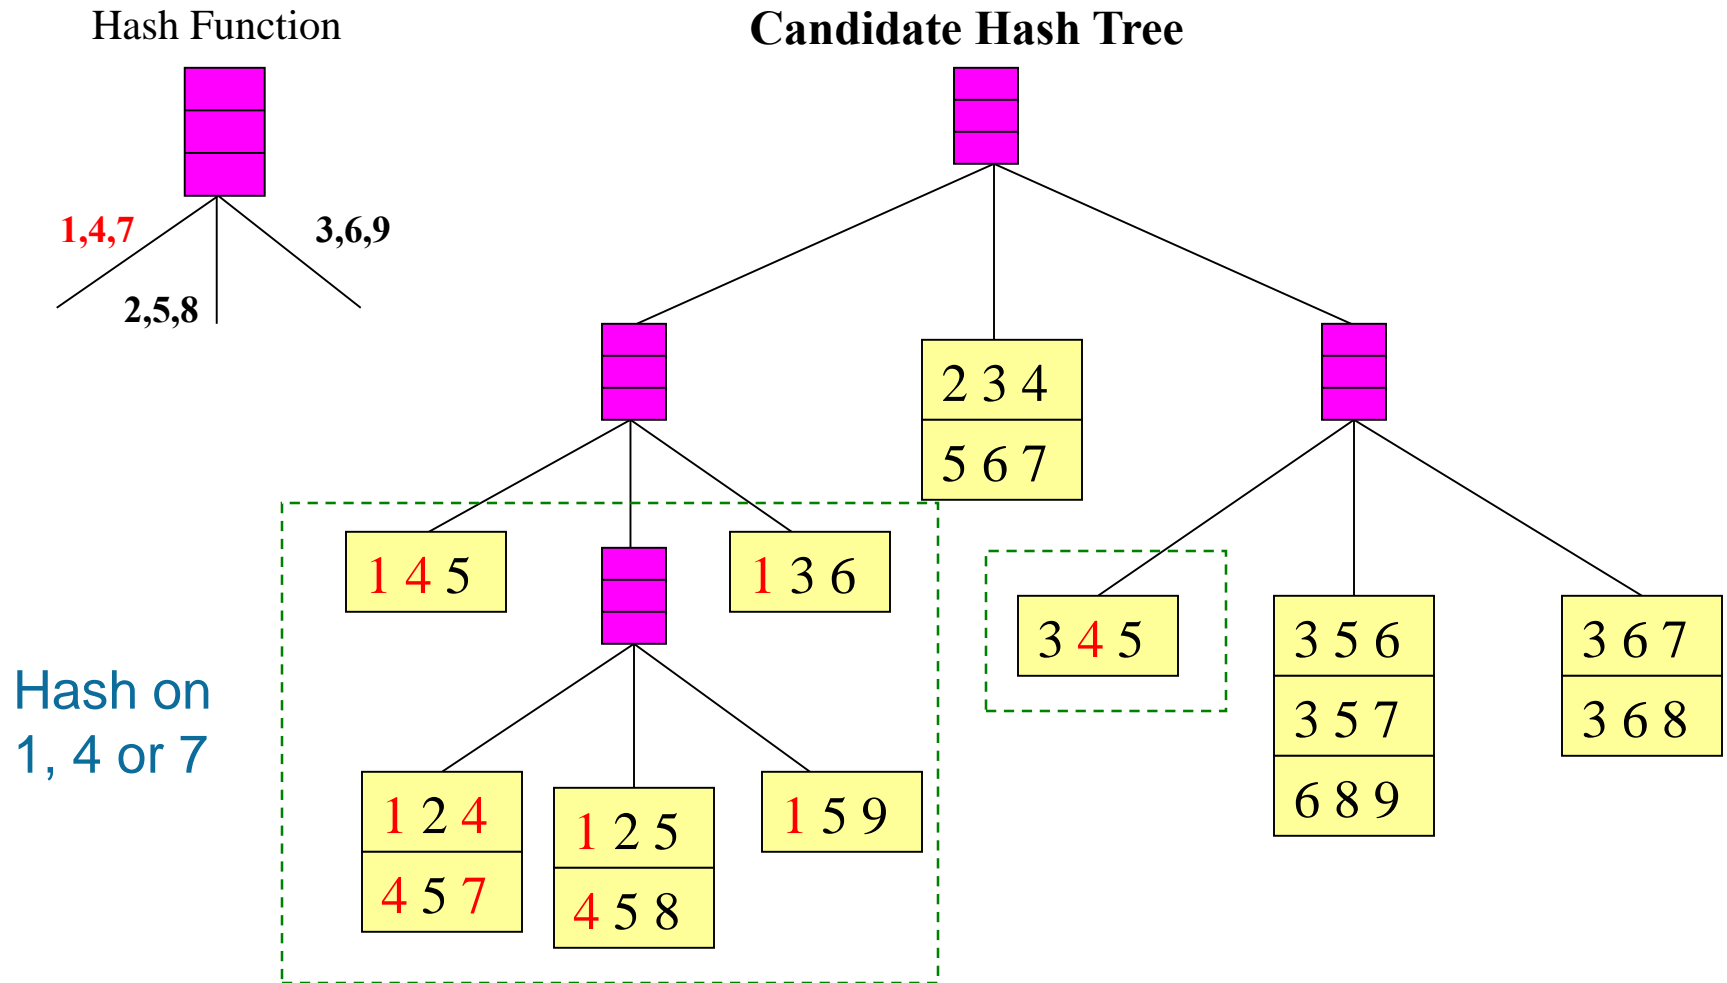 Hash Function
Candidate Hash Tree
1,4,7
3,6,9
2,5,8
2 3 4
5 6 7
1 4 5
1 3 6
3 4 5
3 5 6
3 6 7
3 5 7
3 6 8
6 8 9
Hash on
1, 4 or 7
1 2 4
1 2 5
1 5 9
4 5 7
4 5 8